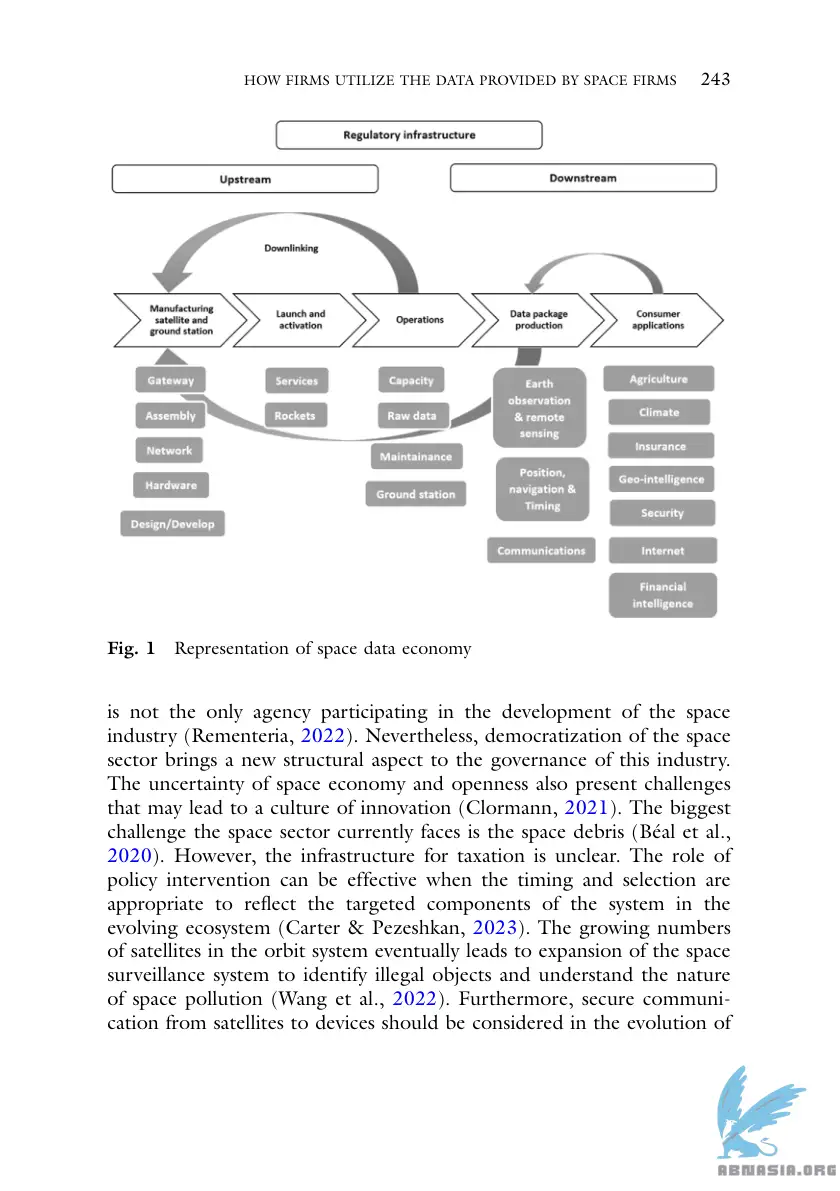 HOW FIRMS UTILIZE THE DATA PROVIDED BY SPACE FIRMS 243
Regulatory infrastructure
Upstream
Downstream
Downlinking
Manufacturing
satellite and
ground station
Launch and
activation
Operations
Data package
production
Consumer
applications
Gateway
Assembly
Network
Hardware
Design/Develop
Services
Rockets
Capacity
Raw data
Maintainance
Ground station
Earth
observation
& remote
sensing
Position,
navigation &
Timing
Communications
Agriculture
Climate
Insurance
Geo-intelligence
Security
Internet
Financial
intelligence
Fig. 1 Representation of space data economy
is not the only agency participating in the development of the space
industry (Rementeria, 2022). Nevertheless, democratization of the space
sector brings a new structural aspect to the governance of this industry.
The uncertainty of space economy and openness also present challenges
that may lead to a culture of innovation (Clormann, 2021). The biggest
challenge the space sector currently faces is the space debris (Béal et al.,
2020). However, the infrastructure for taxation is unclear. The role of
policy intervention can be effective when the timing and selection are
appropriate to reflect the targeted components of the system in the
evolving ecosystem (Carter & Pezeshkan, 2023). The growing numbers
of satellites in the orbit system eventually leads to expansion of the space
surveillance system to identify illegal objects and understand the nature
of space pollution (Wang et al., 2022). Furthermore, secure communi-
cation from satellites to devices should be considered in the evolution of
ABNASIA.ORG